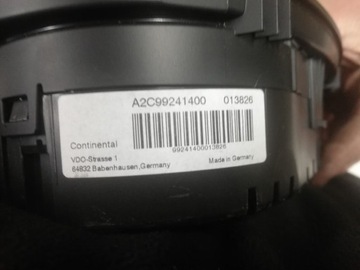 A2C99241400 013826
99241400013826
Continental
VDO-Strasse 1
64832 Babenhausen,Germany
Made in Germany